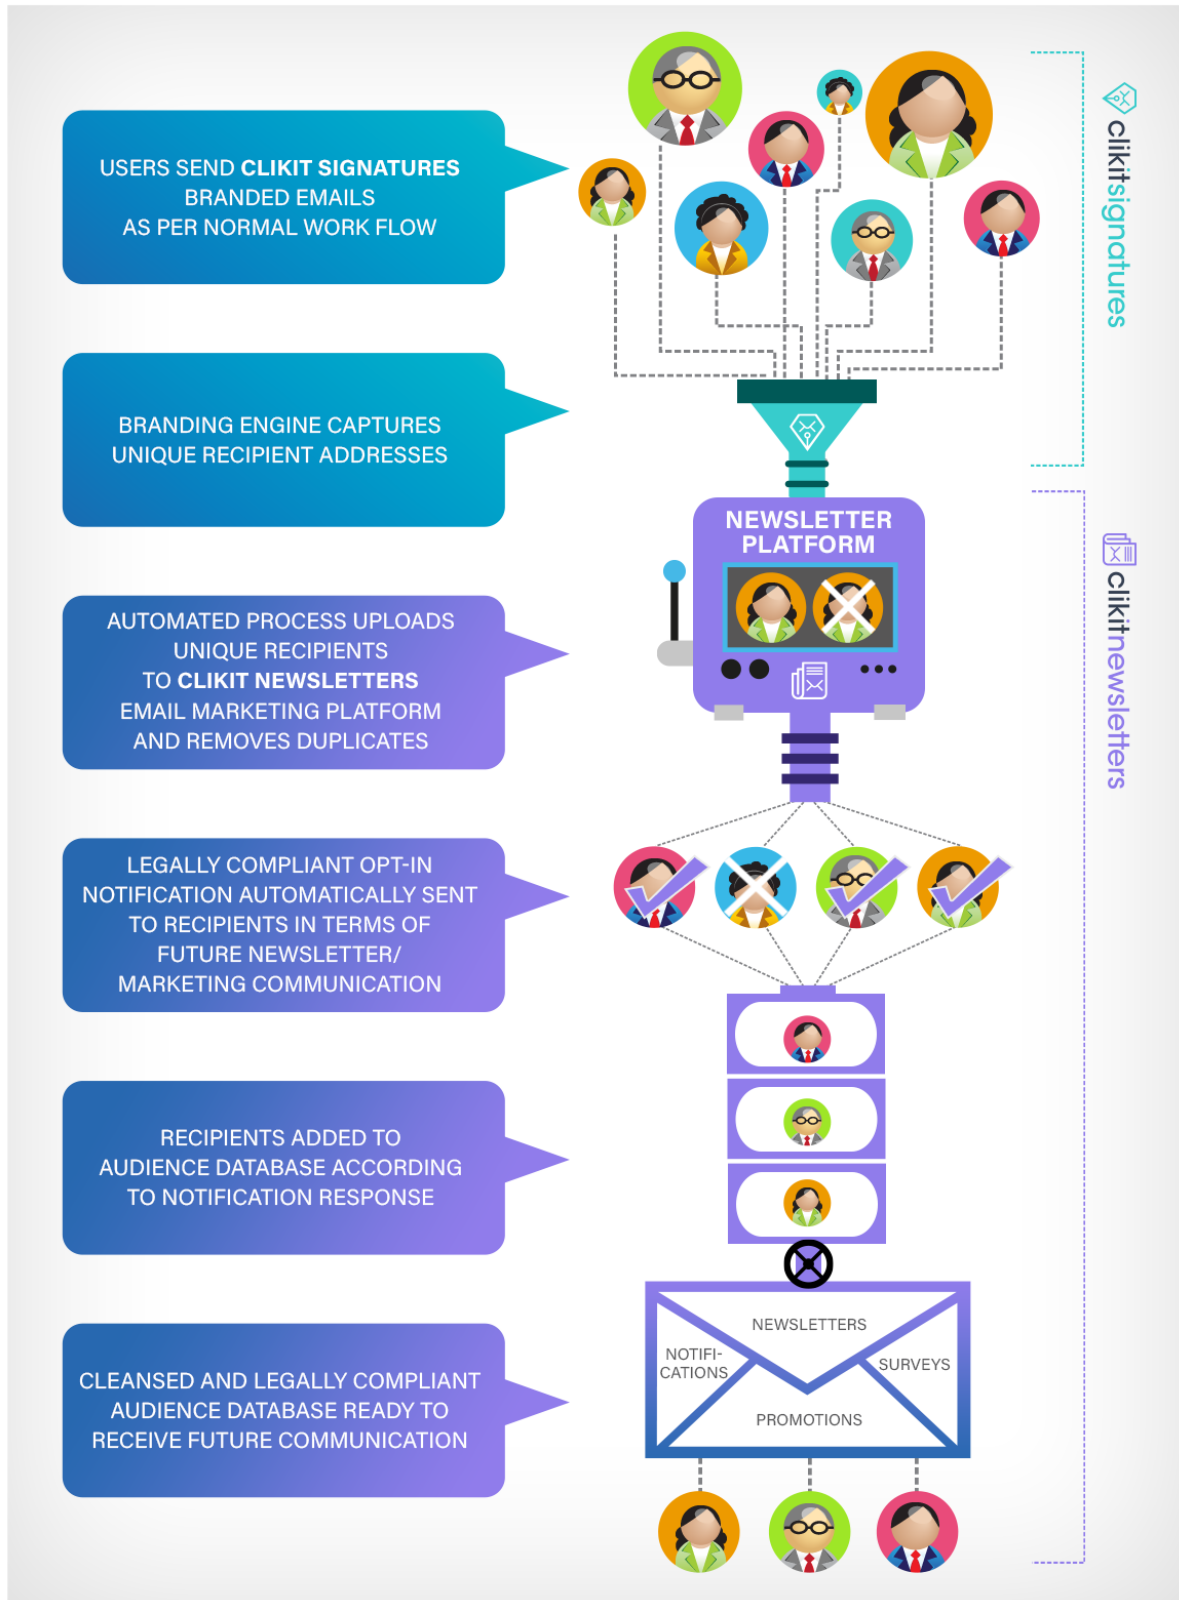 USERS SEND CLIKIT SIGNATURES
BRANDED EMAILS
AS PER NORMAL WORK FLOW
clikitsignatures
BRANDING ENGINE CAPTURES
UNIQUE RECIPIENT ADDRESSES
NEWSLETTER
PLATFORM
clikitnewsletters
AUTOMATED PROCESS UPLOADS
UNIQUE RECIPIENTS
TO CLIKIT NEWSLETTERS
EMAIL MARKETING PLATFORM
AND REMOVES DUPLICATES
LEGALLY COMPLIANT OPT-IN
NOTIFICATION AUTOMATICALLY SENT
TO RECIPIENTS IN TERMS OF
FUTURE NEWSLETTER/
MARKETING COMMUNICATION
RECIPIENTS ADDED TO
AUDIENCE DATABASE ACCORDING
TO NOTIFICATION RESPONSE
CLEANSED AND LEGALLY COMPLIANT
AUDIENCE DATABASE READY TO
RECEIVE FUTURE COMMUNICATION
NEWSLETTERS
NOTIFI-
CATIONS
SURVEYS
PROMOTIONS